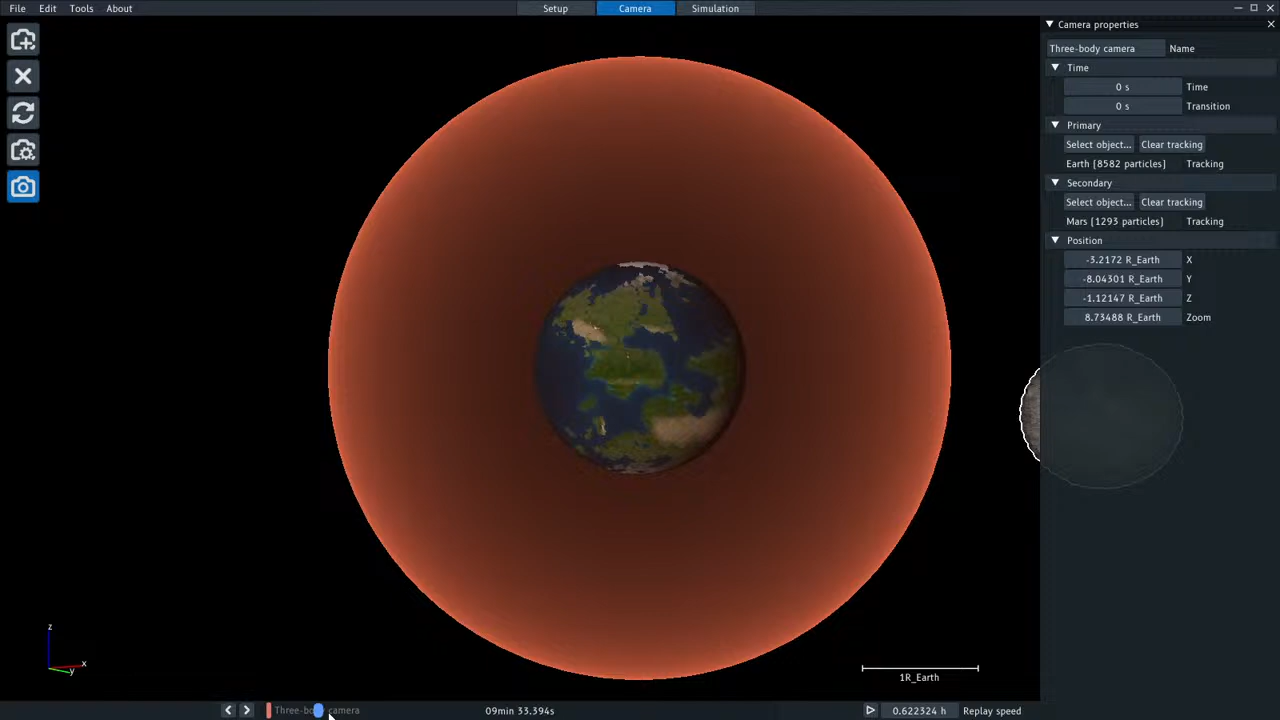 File Edit Tools About Setup Camera Simulation
Camera properties
Three-body camera Name
Time
0 s Time
0 s Transition
Primary
Select object... Clear tracking
Earth [8582 particles] Tracking
Secondary
Select object... Clear tracking
Mars [1293 particles] Tracking
Position
-3.2172 R_Earth X
-8.04301 R_Earth Y
-1.12147 R_Earth Z
8.73488 R_Earth Zoom
z
x
y
1R_Earth
Three-body camera 09min 33.394s 0.622324 h Replay speed